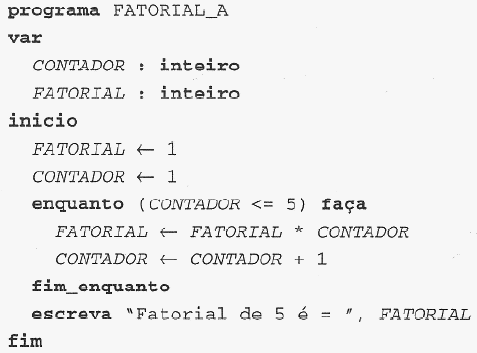 programa FATORIAL_A
var
CONTADOR : inteiro
FATORIAL : inteiro
inicio
FATORIAL ← 1
CONTADOR ← 1
enquanto (CONTADOR <= 5) faça
FATORIAL ← FATORIAL * CONTADOR
CONTADOR ← CONTADOR + 1
fim_enquanto
escreva "Fatorial de 5 é = ", FATORIAL
fim